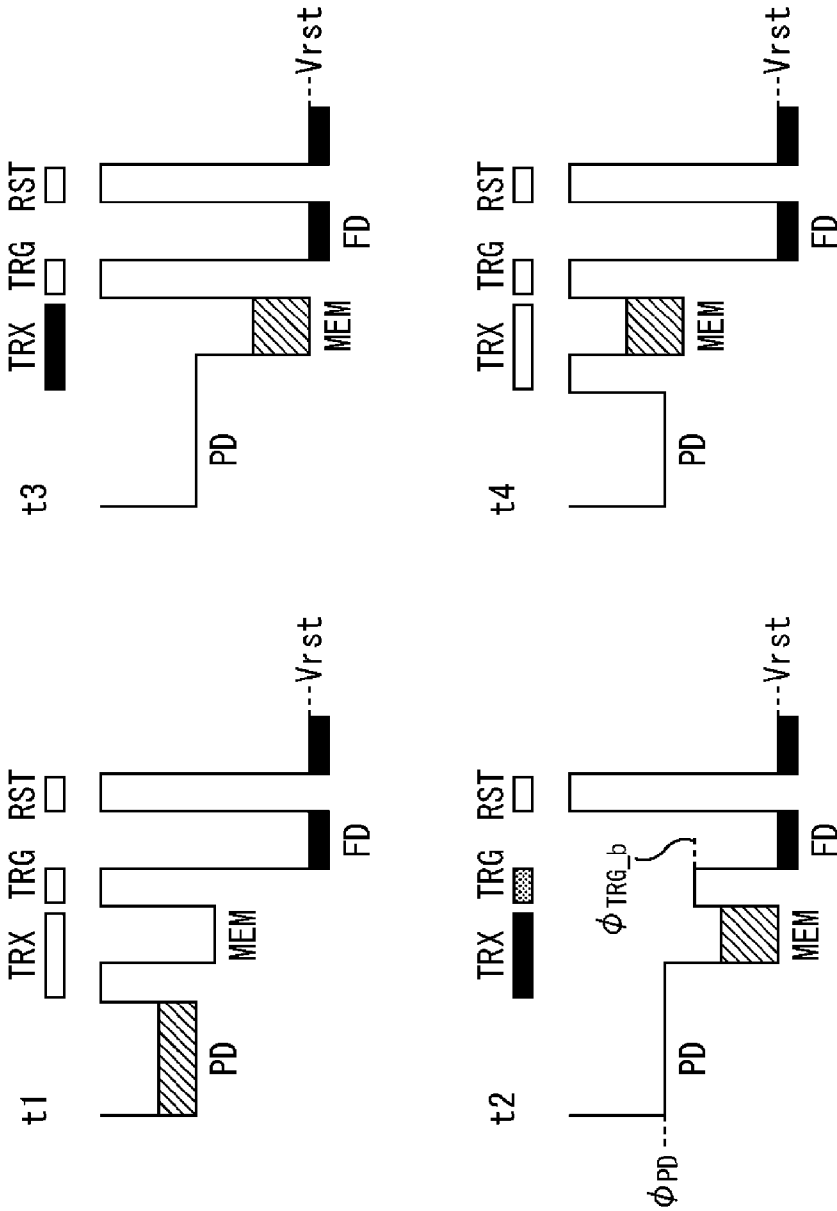 t1
TRX TRG RST
PD
MEM
FD
Vrst
t2
TRX TRG RST
ΦPD
PD
MEM
ΦTRG_b
FD
Vrst
t3
TRX TRG RST
PD
MEM
FD
Vrst
t4
TRX TRG RST
PD
MEM
FD
Vrst